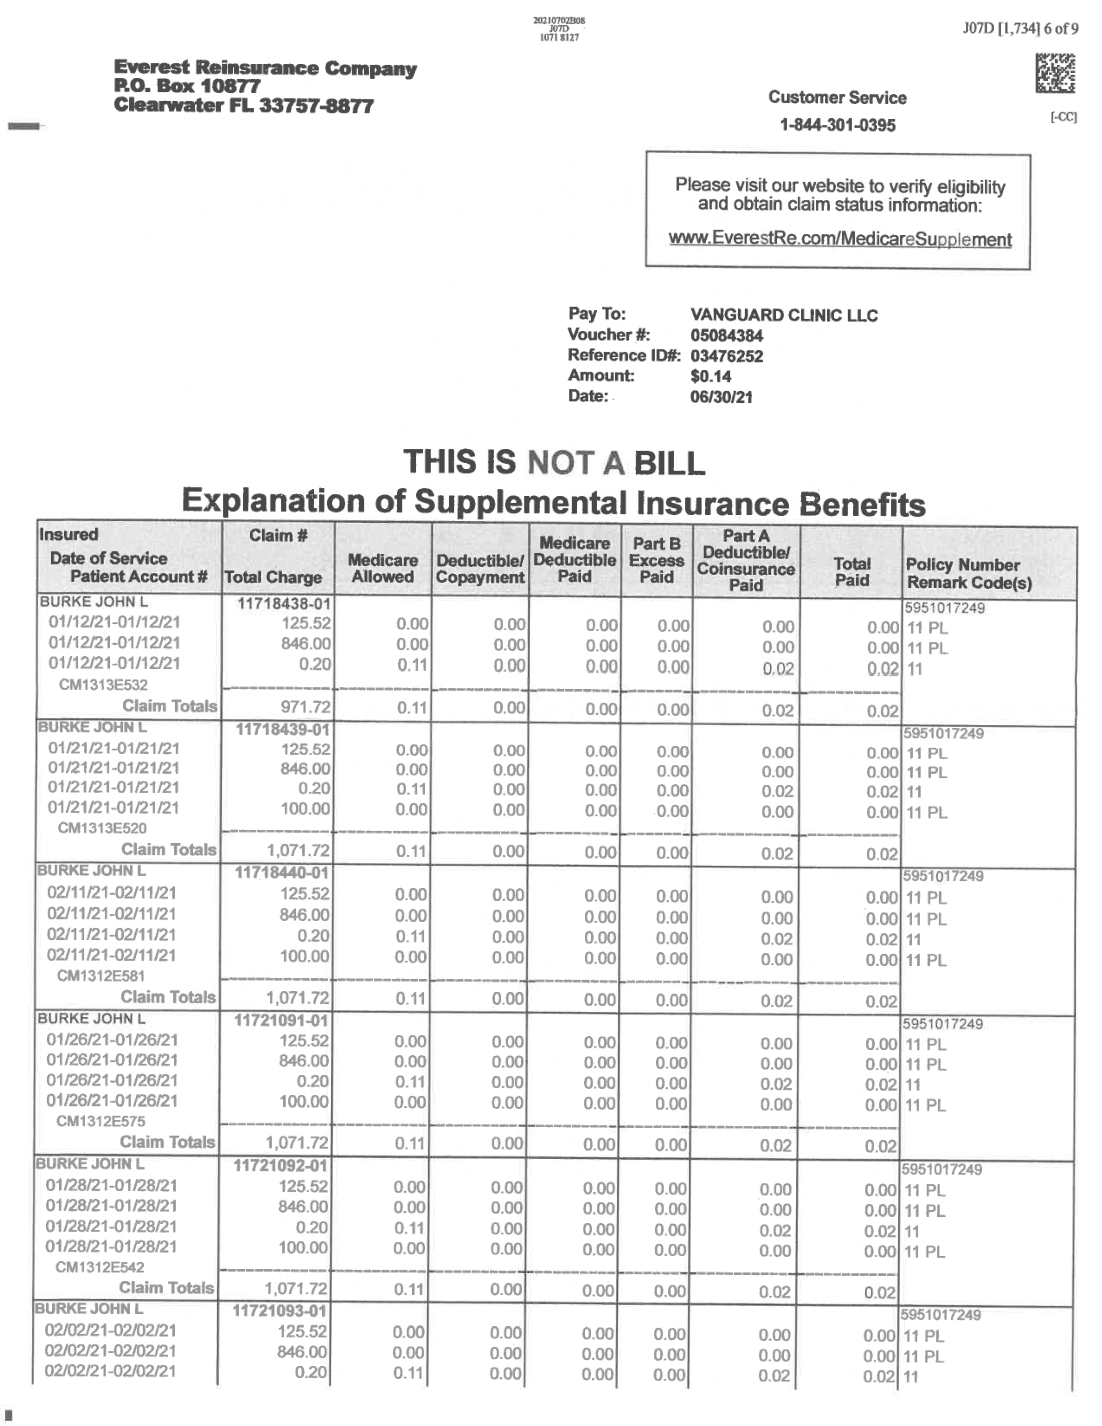 20210702B08
J07D
1071 8127
J07D [1,734] 6 of 9
Everest Reinsurance Company
P.O. Box 10877
Clearwater FL 33757-8877
Customer Service
1-844-301-0395
[-CC]
Please visit our website to verify eligibility
and obtain claim status information:
www.EverestRe.com/MedicareSupplement
Pay To: VANGUARD CLINIC LLC
Voucher #: 05084384
Reference ID#: 03476252
Amount: $0.14
Date: 06/30/21
THIS IS NOT A BILL
Explanation of Supplemental Insurance Benefits
Insured Date of Service Patient Account # | Claim # Total Charge | Medicare Allowed | Deductible/ Copayment | Medicare Deductible Paid | Part B Excess Paid | Part A Deductible/ Coinsurance Paid | Total Paid | Policy Number Remark Code(s)
BURKE JOHN L 11718438-01 5951017249
01/12/21-01/12/21 125.52 0.00 0.00 0.00 0.00 0.00 0.00 11 PL
01/12/21-01/12/21 846.00 0.00 0.00 0.00 0.00 0.00 0.00 11 PL
01/12/21-01/12/21 0.20 0.11 0.00 0.00 0.00 0.02 0.02 11
CM1313E532
Claim Totals 971.72 0.11 0.00 0.00 0.00 0.02 0.02
BURKE JOHN L 11718439-01 5951017249
01/21/21-01/21/21 125.52 0.00 0.00 0.00 0.00 0.00 0.00 11 PL
01/21/21-01/21/21 846.00 0.00 0.00 0.00 0.00 0.00 0.00 11 PL
01/21/21-01/21/21 0.20 0.11 0.00 0.00 0.00 0.02 0.02 11
01/21/21-01/21/21 100.00 0.00 0.00 0.00 0.00 0.00 0.00 11 PL
CM1313E520
Claim Totals 1,071.72 0.11 0.00 0.00 0.00 0.02 0.02
BURKE JOHN L 11718440-01 5951017249
02/11/21-02/11/21 125.52 0.00 0.00 0.00 0.00 0.00 0.00 11 PL
02/11/21-02/11/21 846.00 0.00 0.00 0.00 0.00 0.00 0.00 11 PL
02/11/21-02/11/21 0.20 0.11 0.00 0.00 0.00 0.02 0.02 11
02/11/21-02/11/21 100.00 0.00 0.00 0.00 0.00 0.00 0.00 11 PL
CM1312E581
Claim Totals 1,071.72 0.11 0.00 0.00 0.00 0.02 0.02
BURKE JOHN L 11721091-01 5951017249
01/26/21-01/26/21 125.52 0.00 0.00 0.00 0.00 0.00 0.00 11 PL
01/26/21-01/26/21 846.00 0.00 0.00 0.00 0.00 0.00 0.00 11 PL
01/26/21-01/26/21 0.20 0.11 0.00 0.00 0.00 0.02 0.02 11
01/26/21-01/26/21 100.00 0.00 0.00 0.00 0.00 0.00 0.00 11 PL
CM1312E575
Claim Totals 1,071.72 0.11 0.00 0.00 0.00 0.02 0.02
BURKE JOHN L 11721092-01 5951017249
01/28/21-01/28/21 125.52 0.00 0.00 0.00 0.00 0.00 0.00 11 PL
01/28/21-01/28/21 846.00 0.00 0.00 0.00 0.00 0.00 0.00 11 PL
01/28/21-01/28/21 0.20 0.11 0.00 0.00 0.00 0.02 0.02 11
01/28/21-01/28/21 100.00 0.00 0.00 0.00 0.00 0.00 0.00 11 PL
CM1312E542
Claim Totals 1,071.72 0.11 0.00 0.00 0.00 0.02 0.02
BURKE JOHN L 11721093-01 5951017249
02/02/21-02/02/21 125.52 0.00 0.00 0.00 0.00 0.00 0.00 11 PL
02/02/21-02/02/21 846.00 0.00 0.00 0.00 0.00 0.00 0.00 11 PL
02/02/21-02/02/21 0.20 0.11 0.00 0.00 0.00 0.02 0.02 11